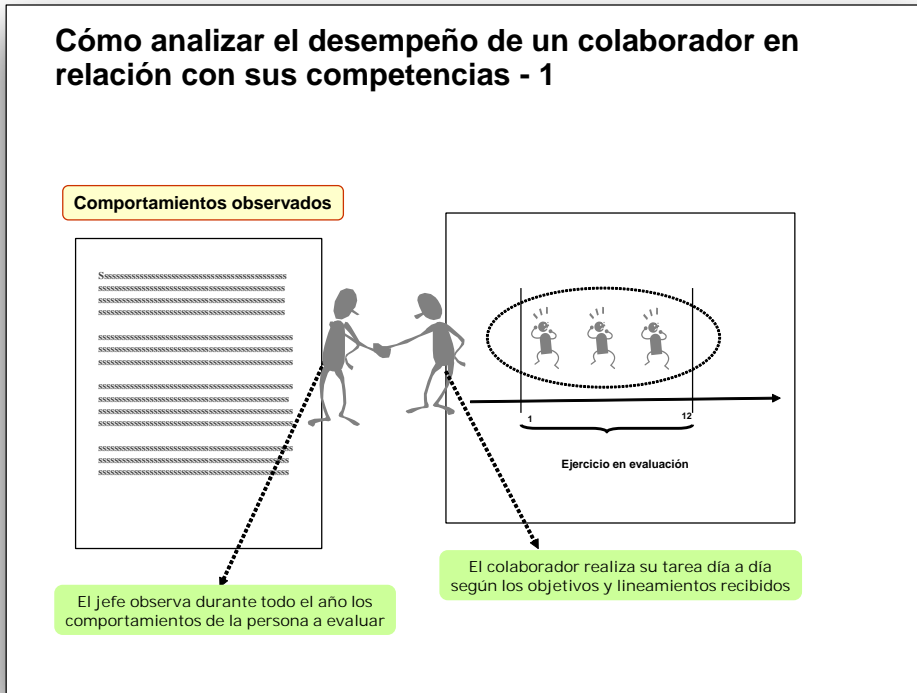 Cómo analizar el desempeño de un colaborador en
relación con sus competencias - 1
Comportamientos observados
1
12
Ejercicio en evaluación
El colaborador realiza su tarea día a día
según los objetivos y lineamientos recibidos
El jefe observa durante todo el año los
comportamientos de la persona a evaluar